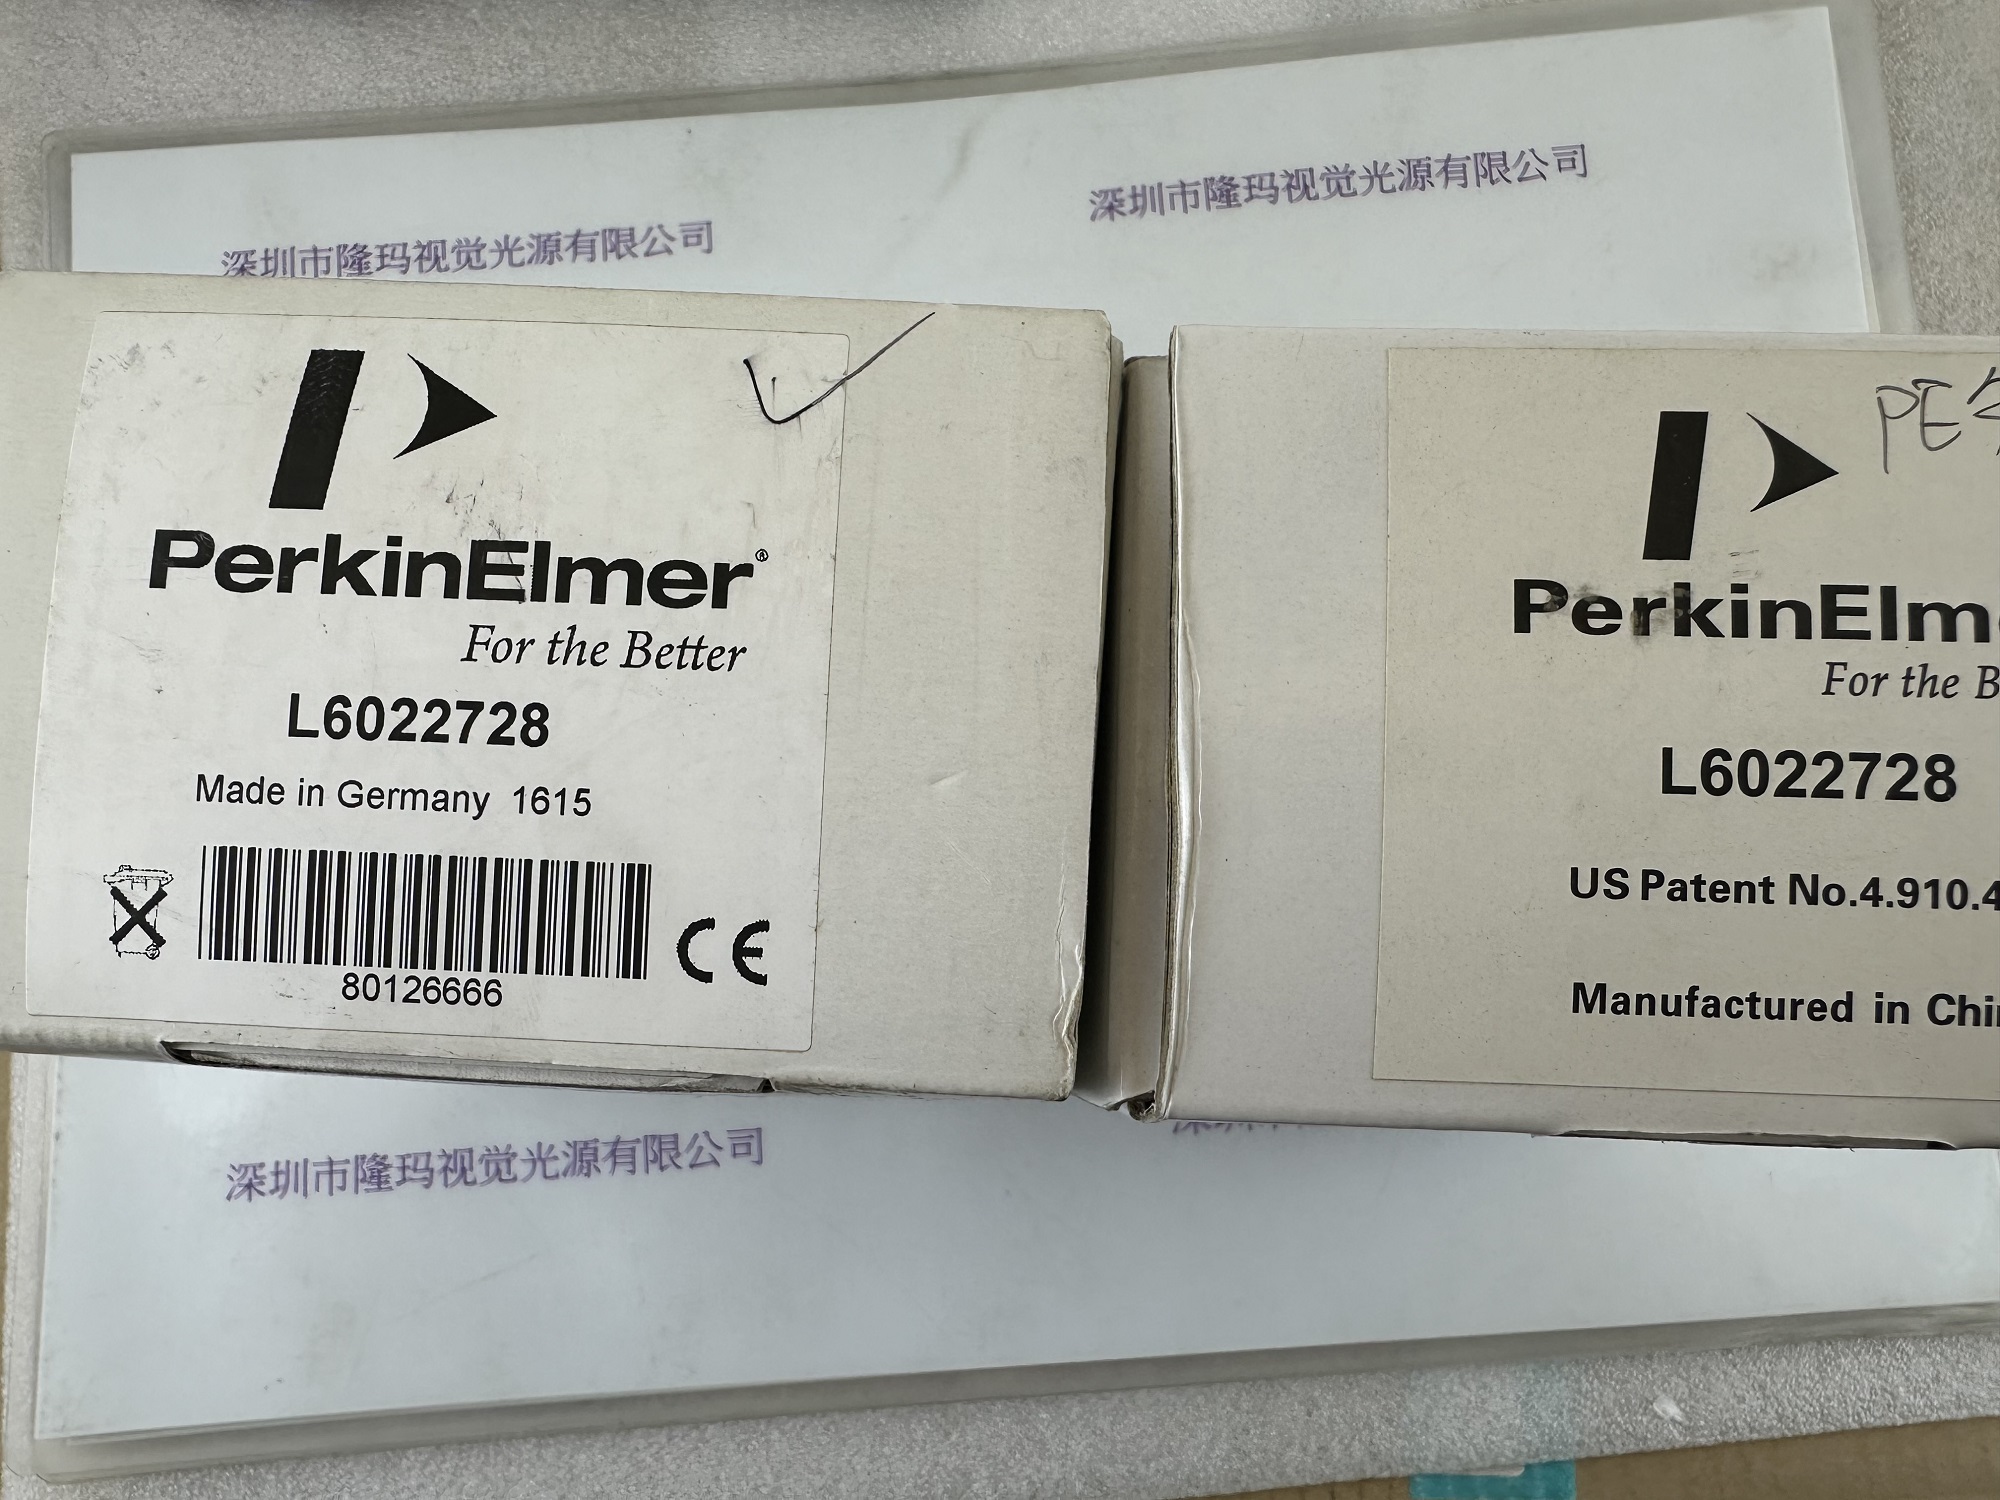 深圳市隆玛视觉光源有限公司
深圳市隆玛视觉光源有限公司
PerkinElmer®
For the Better
L6022728
Made in Germany 1615
80126666
CE
PE
PerkinElm
For the B
L6022728
US Patent No.4.910.4
Manufactured in Chi
深圳市隆玛视觉光源有限公司